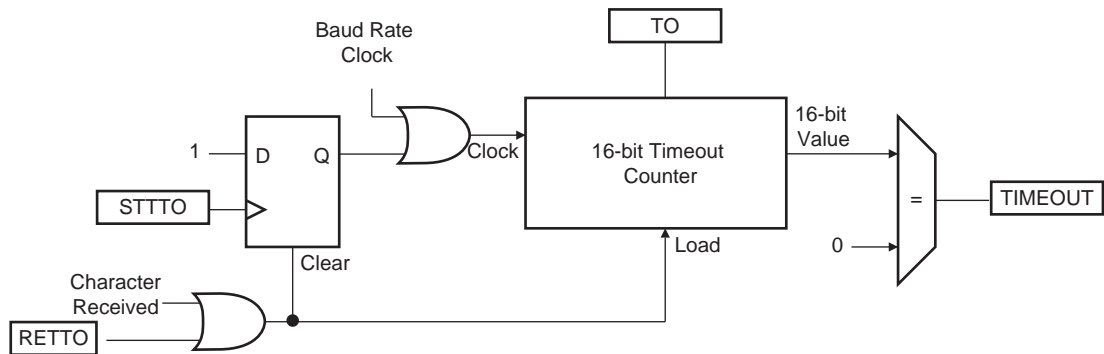 TO
Baud Rate
Clock
16-bit
Value
1
D
Q
Clock
16-bit Timeout
Counter
STTTO
=
TIMEOUT
Clear
Load
0
Character
Received
RETTO